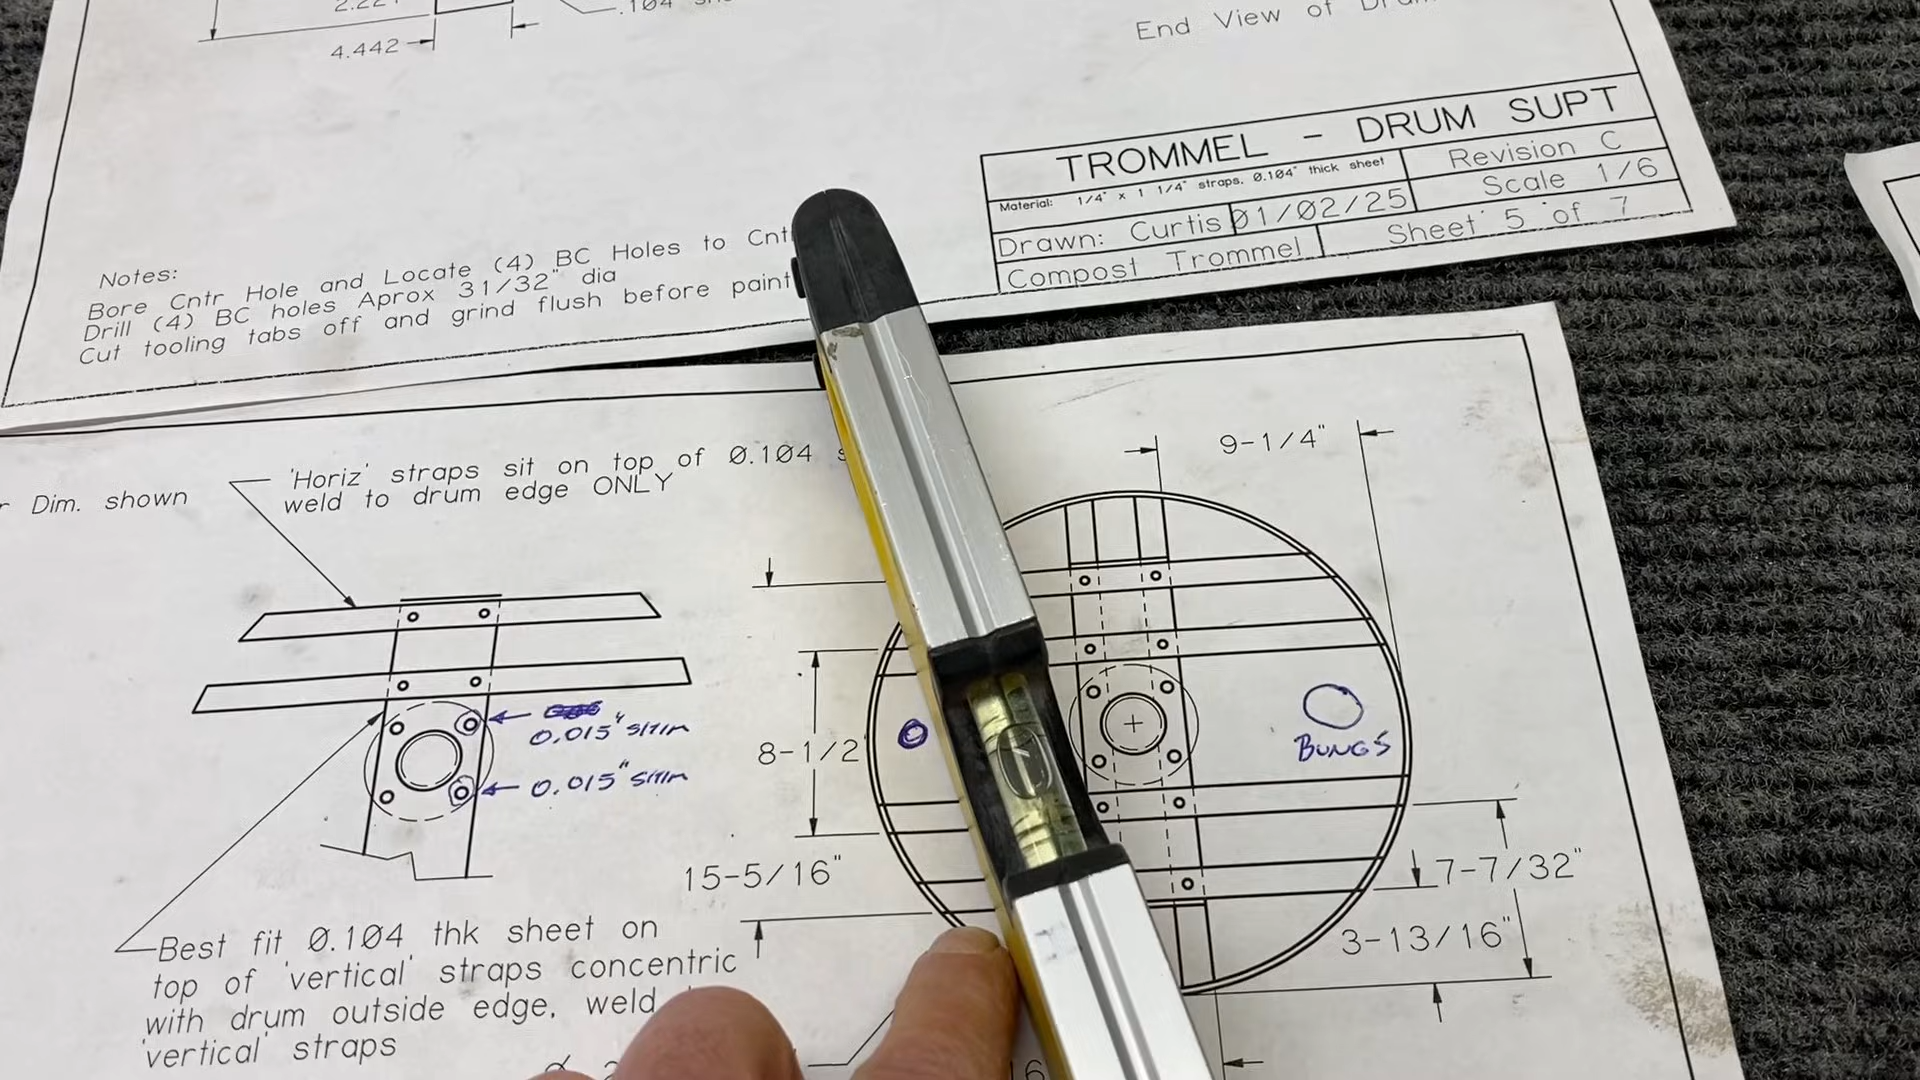 4.442
End View of
TROMMEL - DRUM SUPT
Material: 1/4" x 1 1/4" straps, 0.104" thick sheet
Revision C
Drawn: Curtis 01/02/25
Scale 1/6
Compost Trommel
Sheet 5 of 7
Notes:
Bore Cntr Hole and Locate (4) BC Holes to
Drill (4) BC holes Aprox 31/32" dia
Cut tooling tabs off and grind flush before paint
Dim. shown
'Horiz' straps sit on top of 0.104
weld to drum edge ONLY
9-1/4"
0.015" SHIM
0.015" SHIM
8-1/2
BUNGS
15-5/16"
7-7/32"
3-13/16"
Best fit 0.104 thk sheet on
top of 'vertical' straps concentric
with drum outside edge, weld
'vertical' straps